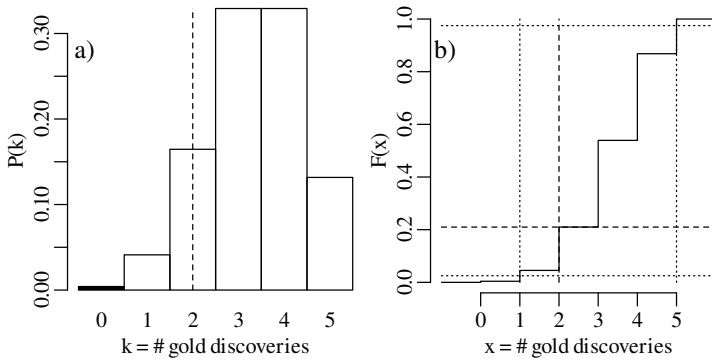 a)
P(k)
0.30
0.20
0.10
0.00
0 1 2 3 4 5
k = # gold discoveries
b)
F(x)
1.0
0.8
0.6
0.4
0.2
0.0
0 1 2 3 4 5
x = # gold discoveries